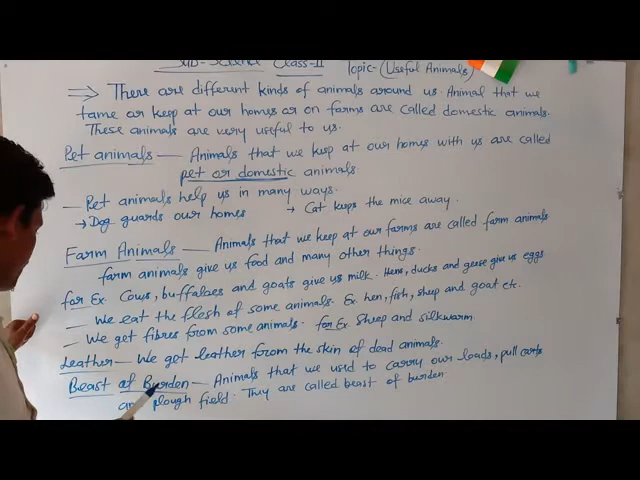 Sub- Science Class-II Topic- (Useful Animals)
⇒ There are different kinds of animals around us. Animal that we
tame or keep at our homes or on farms are called domestic animals.
These animals are very useful to us.
Pet animals — Animals that we keep at our homes with us are called
pet or domestic animals.
— Pet animals help us in many ways.
→ Dog guards our homes → Cat keeps the mice away.
Farm Animals — Animals that we keep at our farms are called farm animals
farm animals give us food and many other things.
for Ex. Cows, buffaloes and goats give us milk. Hens, ducks and geese give us eggs
— We eat the flesh of some animals. Ex. hen, fish, sheep and goat etc.
— We get fibres from some animals. for Ex Sheep and silkworm.
Leather — We get leather from the skin of dead animals.
Beast of Burden — Animals that we used to carry our loads, pull carts
plough field. They are called beast of burden.